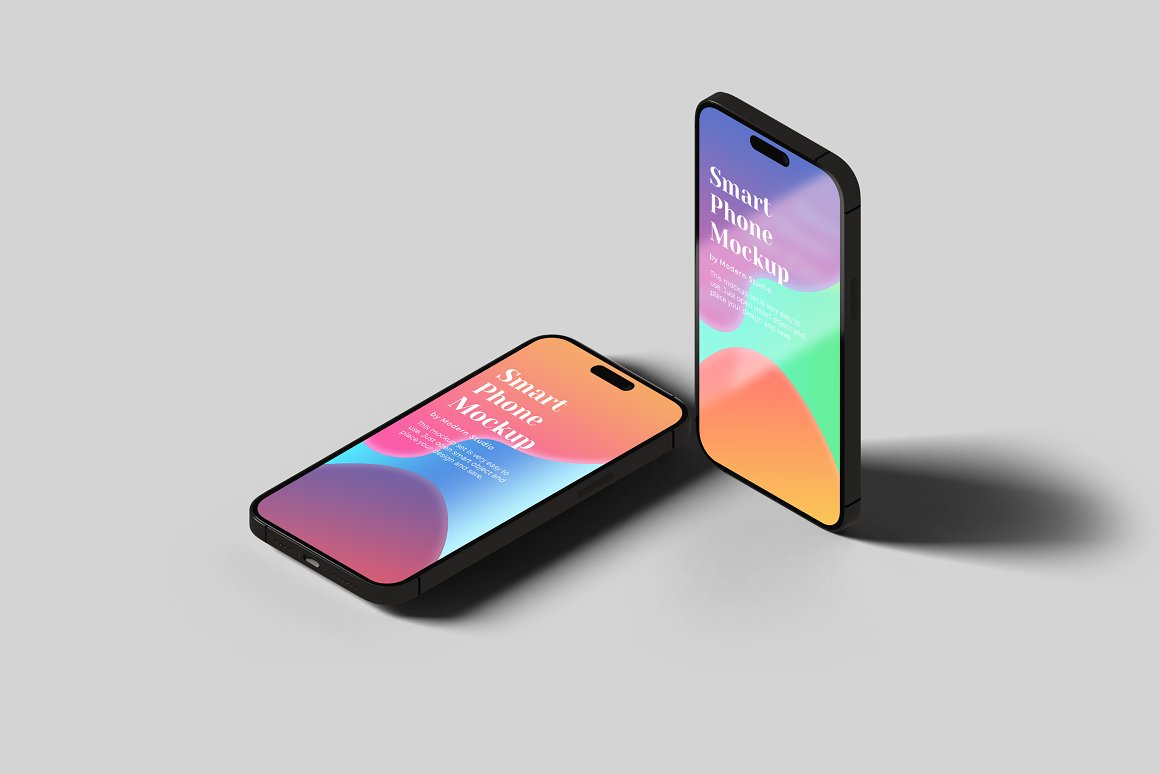 Smart
Phone
Mockup
by Modern Studio
This mockup set is very easy to
use. Just open smart object and
place your design and save.
Smart
Phone
Mockup
by Modern Studio
This mockup set is very easy to
use. Just open smart object and
place your design and save.